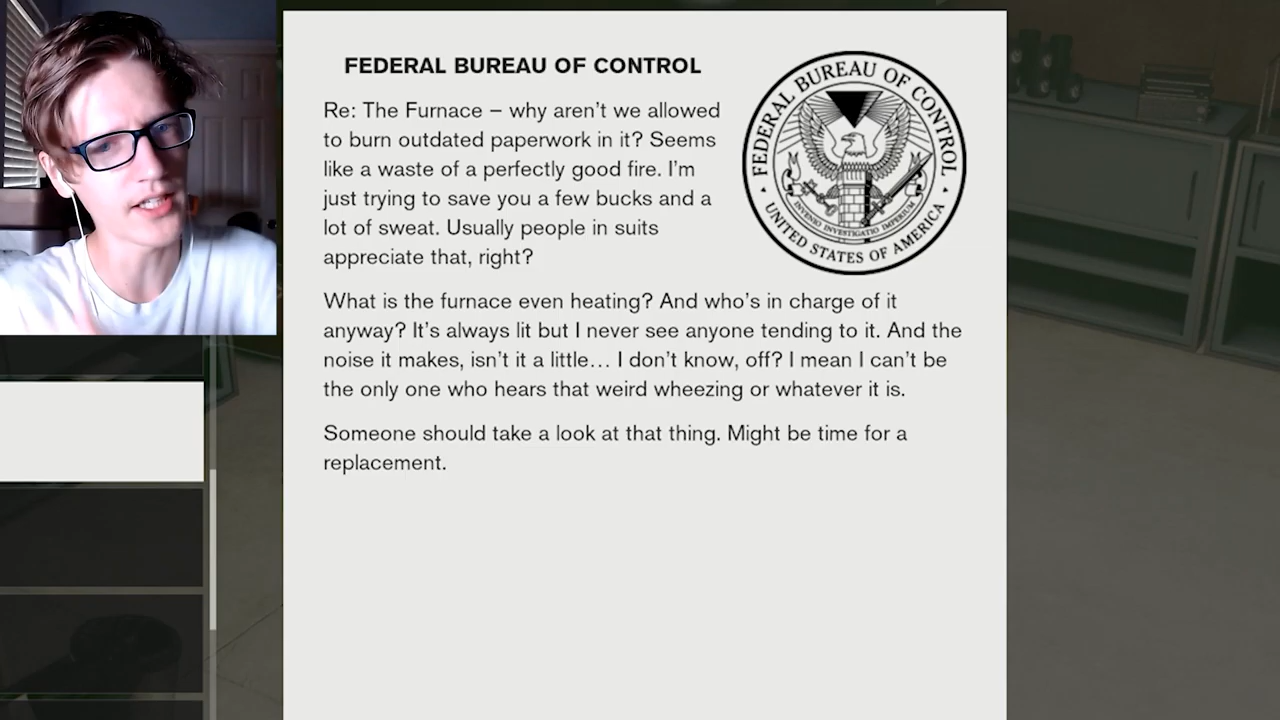 FEDERAL BUREAU OF CONTROL
Re: The Furnace – why aren’t we allowed
to burn outdated paperwork in it? Seems
like a waste of a perfectly good fire. I’m
just trying to save you a few bucks and a
lot of sweat. Usually people in suits
appreciate that, right?
What is the furnace even heating? And who’s in charge of it
anyway? It’s always lit but I never see anyone tending to it. And the
noise it makes, isn’t it a little… I don’t know, off? I mean I can’t be
the only one who hears that weird wheezing or whatever it is.
Someone should take a look at that thing. Might be time for a
replacement.
FEDERAL BUREAU OF CONTROL
INVENIO INVESTIGATIO IMPERIUM
· UNITED STATES OF AMERICA ·